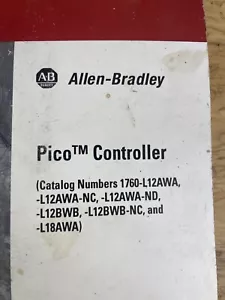 AB
Allen-Bradley
Pico™ Controller
(Catalog Numbers 1760-L12AWA,
-L12AWA-NC, -L12AWA-ND,
-L12BWB, -L12BWB-NC, and
-L18AWA)